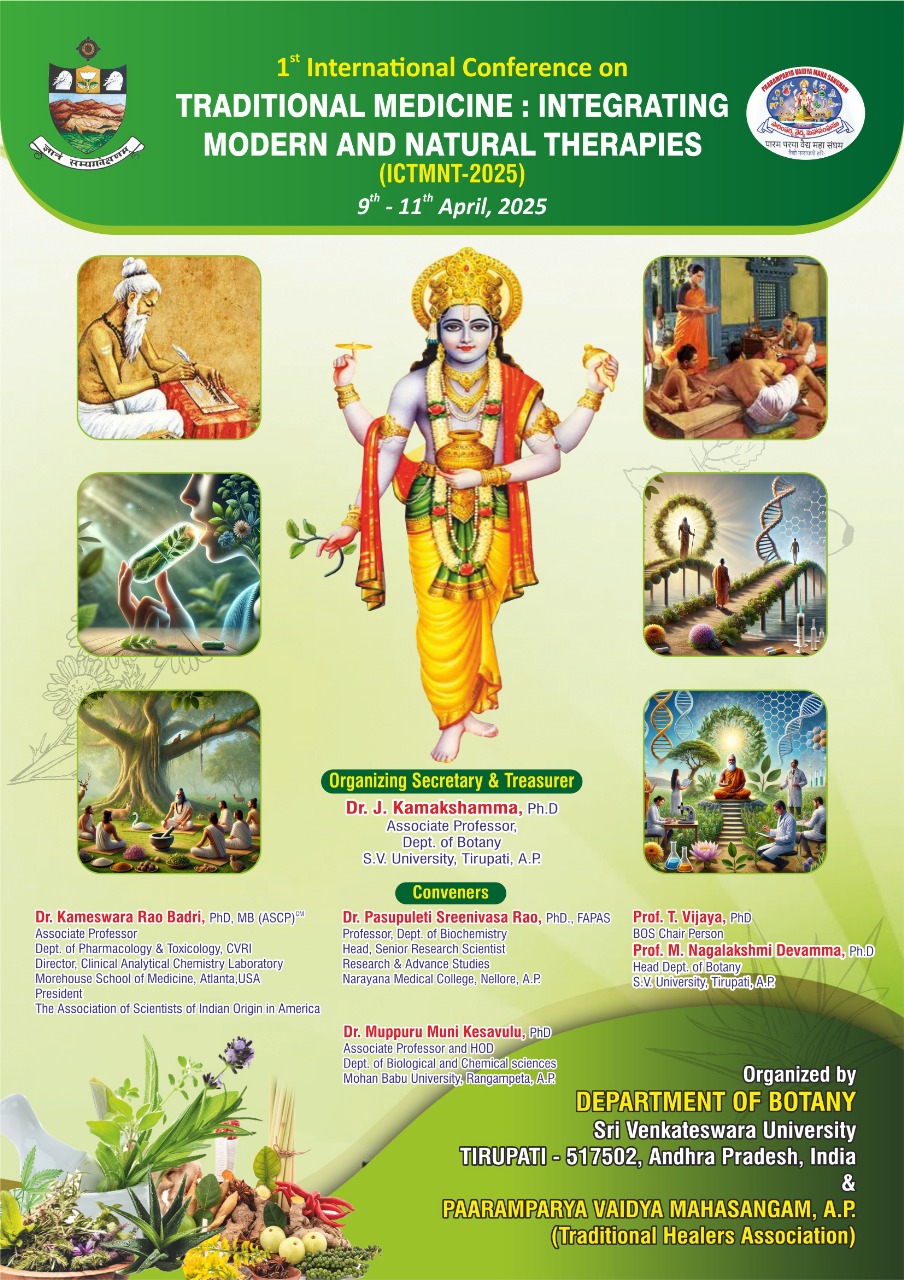 1st International Conference on
TRADITIONAL MEDICINE : INTEGRATING
MODERN AND NATURAL THERAPIES
(ICTMNT-2025)
9th - 11th April, 2025
ज्ञानं सम्यगवेक्षणम्
PAARAMPARYA VAIDYA MAHA SANGHAM
Organizing Secretary & Treasurer
Dr. J. Kamakshamma, Ph.D
Associate Professor,
Dept. of Botany
S.V. University, Tirupati, A.P.
Conveners
Dr. Kameswara Rao Badri, PhD, MB (ASCP)CM
Associate Professor
Dept. of Pharmacology & Toxicology, CVRI
Director, Clinical Analytical Chemistry Laboratory
Morehouse School of Medicine, Atlanta,USA
President
The Association of Scientists of Indian Origin in America
Dr. Pasupuleti Sreenivasa Rao, PhD., FAPAS
Professor, Dept. of Biochemistry
Head, Senior Research Scientist
Research & Advance Studies
Narayana Medical College, Nellore, A.P.
Dr. Muppuru Muni Kesavulu, PhD
Associate Professor and HOD
Dept. of Biological and Chemical sciences
Mohan Babu University, Rangampeta, A.P.
Prof. T. Vijaya, PhD
BOS Chair Person
Prof. M. Nagalakshmi Devamma, Ph.D
Head Dept. of Botany
S.V. University, Tirupati, A.P.
Organized by
DEPARTMENT OF BOTANY
Sri Venkateswara University
TIRUPATI - 517502, Andhra Pradesh, India
&
PAARAMPARYA VAIDYA MAHASANGAM, A.P.
(Traditional Healers Association)